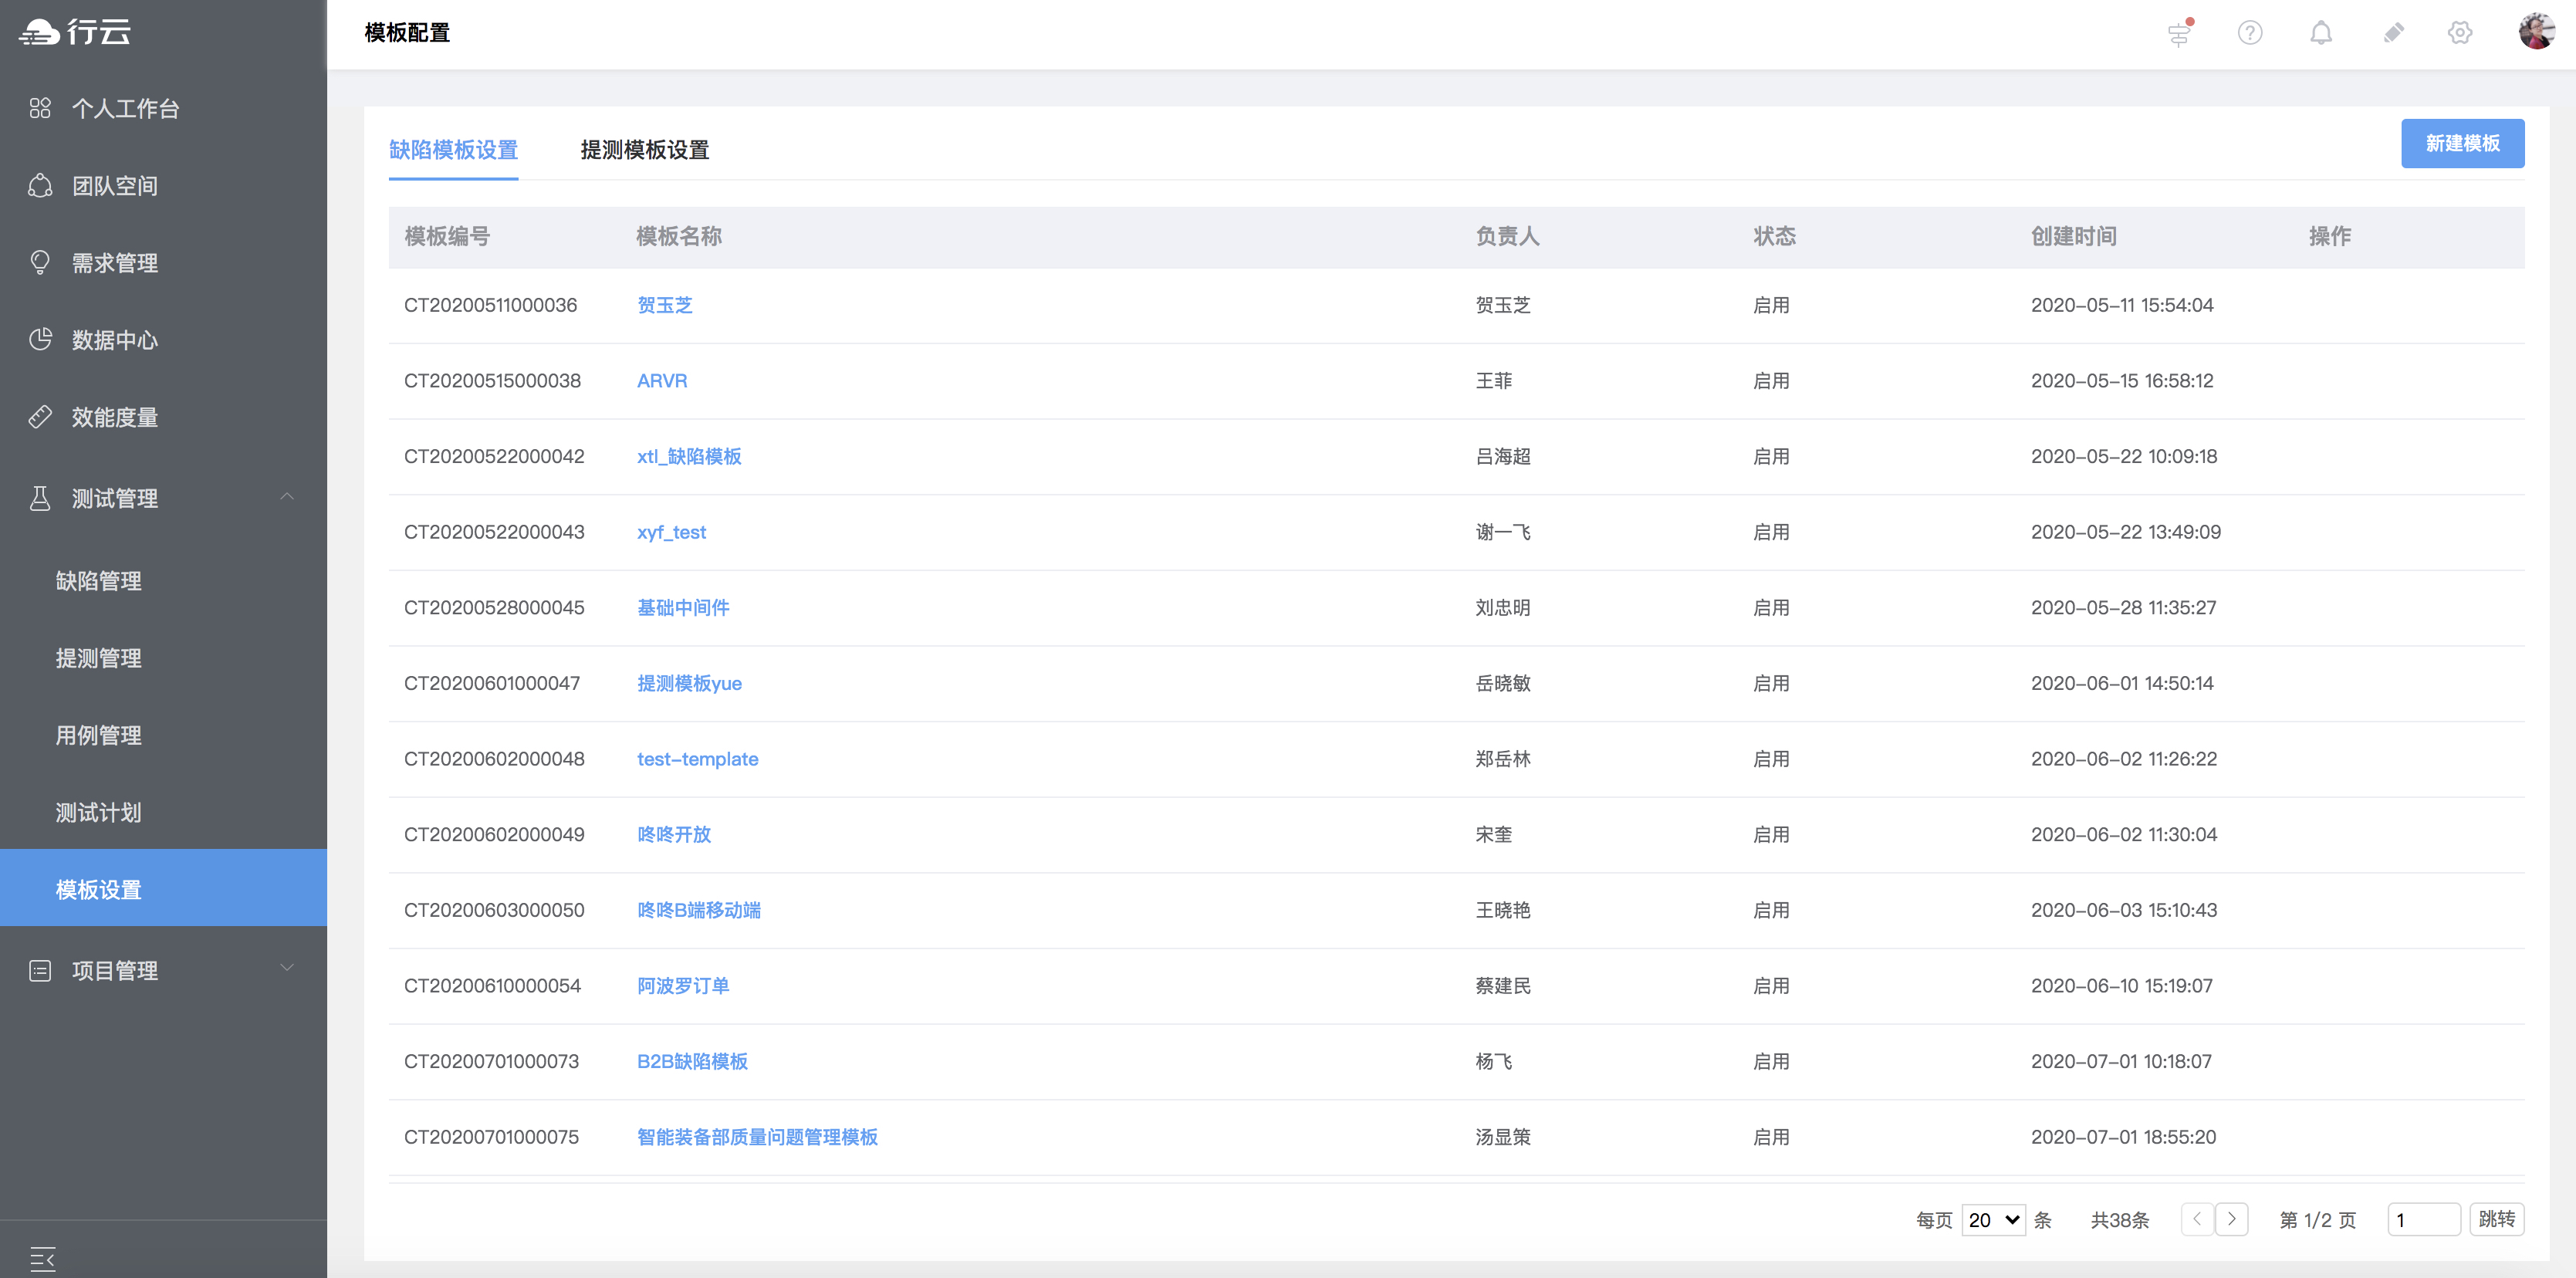 行云
模板配置
个人工作台
团队空间
需求管理
数据中心
效能度量
测试管理
缺陷管理
提测管理
用例管理
测试计划
模板设置
项目管理
缺陷模板设置 提测模板设置 新建模板
模板编号 模板名称 负责人 状态 创建时间 操作
CT20200511000036 贺玉芝 贺玉芝 启用 2020-05-11 15:54:04
CT20200515000038 ARVR 王菲 启用 2020-05-15 16:58:12
CT20200522000042 xtl_缺陷模板 吕海超 启用 2020-05-22 10:09:18
CT20200522000043 xyf_test 谢一飞 启用 2020-05-22 13:49:09
CT20200528000045 基础中间件 刘忠明 启用 2020-05-28 11:35:27
CT20200601000047 提测模板yue 岳晓敏 启用 2020-06-01 14:50:14
CT20200602000048 test-template 郑岳林 启用 2020-06-02 11:26:22
CT20200602000049 咚咚开放 宋奎 启用 2020-06-02 11:30:04
CT20200603000050 咚咚B端移动端 王晓艳 启用 2020-06-03 15:10:43
CT20200610000054 阿波罗订单 蔡建民 启用 2020-06-10 15:19:07
CT20200701000073 B2B缺陷模板 杨飞 启用 2020-07-01 10:18:07
CT20200701000075 智能装备部质量问题管理模板 汤显策 启用 2020-07-01 18:55:20
每页 20 条 共38条 第 1/2 页 1 跳转